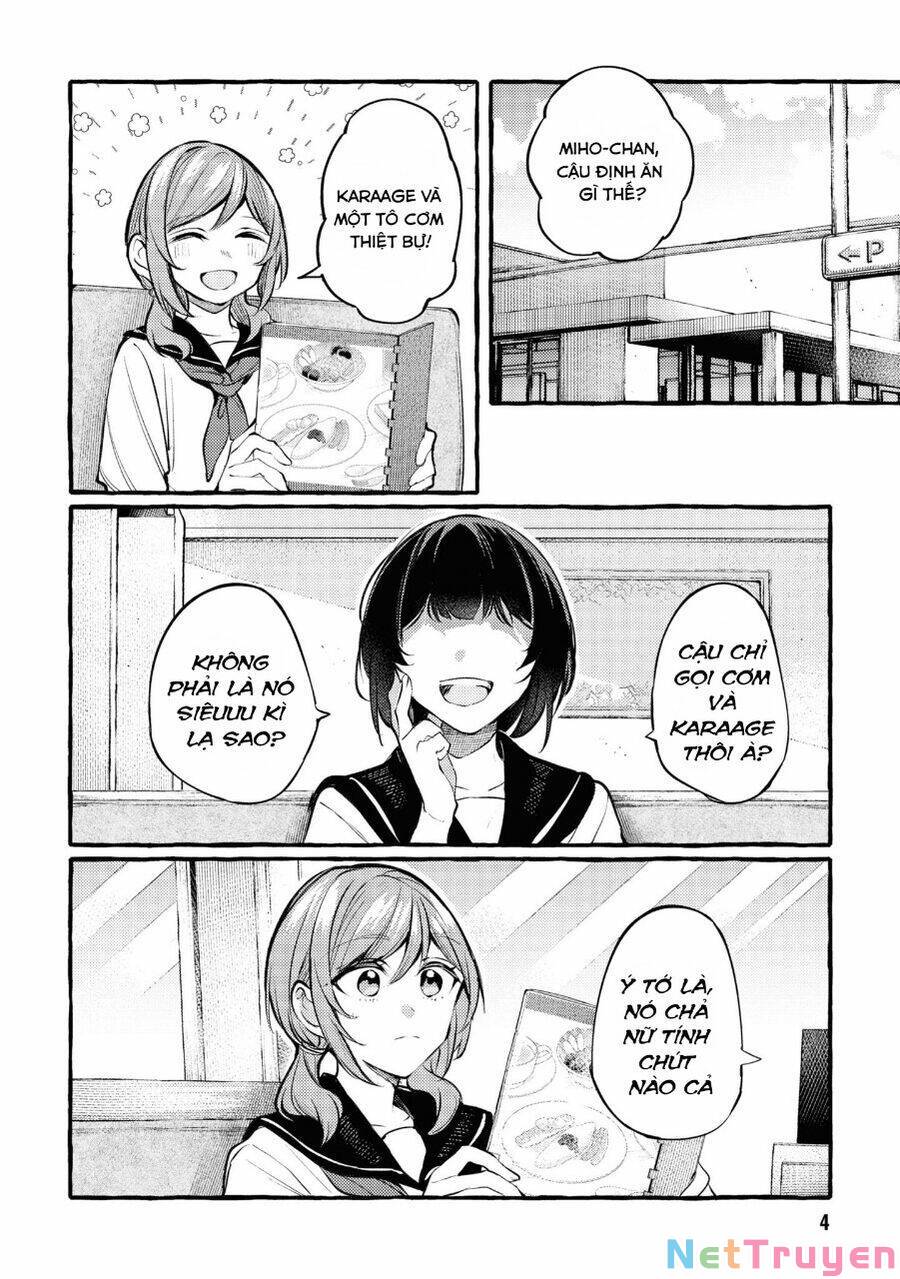 MIHO-CHAN,
CẬU ĐỊNH ĂN
GÌ THẾ?
←P
KARAAGE VÀ
MỘT TÔ CƠM
THIỆT BỰ!
CẬU CHỈ
GỌI CƠM
VÀ
KARAAGE
THÔI À?
KHÔNG
PHẢI LÀ NÓ
SIÊUUU KÌ
LẠ SAO?
Ý TỚ LÀ,
NÓ CHẢ
NỮ TÍNH
CHÚT
NÀO CẢ
4
NetTruyen